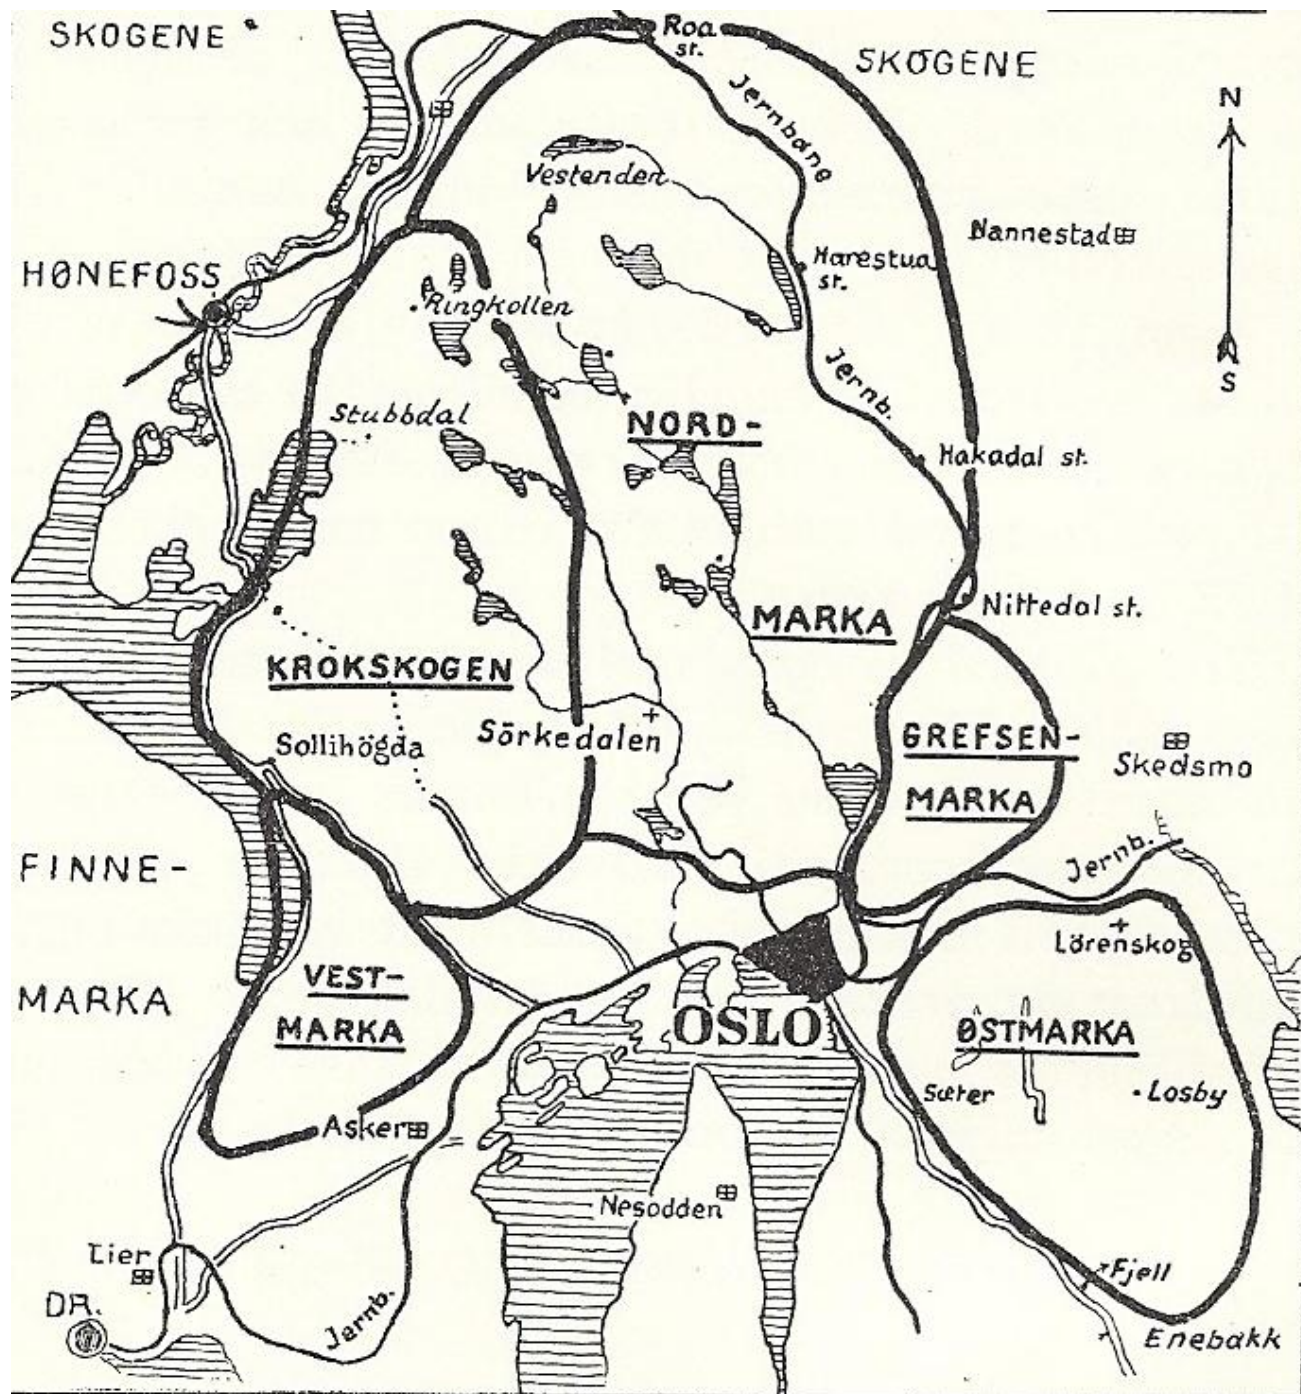 SKOGENE
Roa
st.
SKOGENE
N
Jernbane
Vestenden
Nannestad
Harestua
st.
HØNEFOSS
Ringkollen
S
Jernb.
Stubbdal
NORD-
Hakadal st.
MARKA
Nittedal st.
KROKSKOGEN
Sollihögda
Sörkedalen
GREFSEN-
MARKA
Skedsmo
FINNE-
MARKA
Jernb.
Lörenskog
VEST-
MARKA
OSLO
ØSTMARKA
Sæter
Losby
Asker
Nesodden
Lier
DR.
Jernb.
Fjell
Enebakk